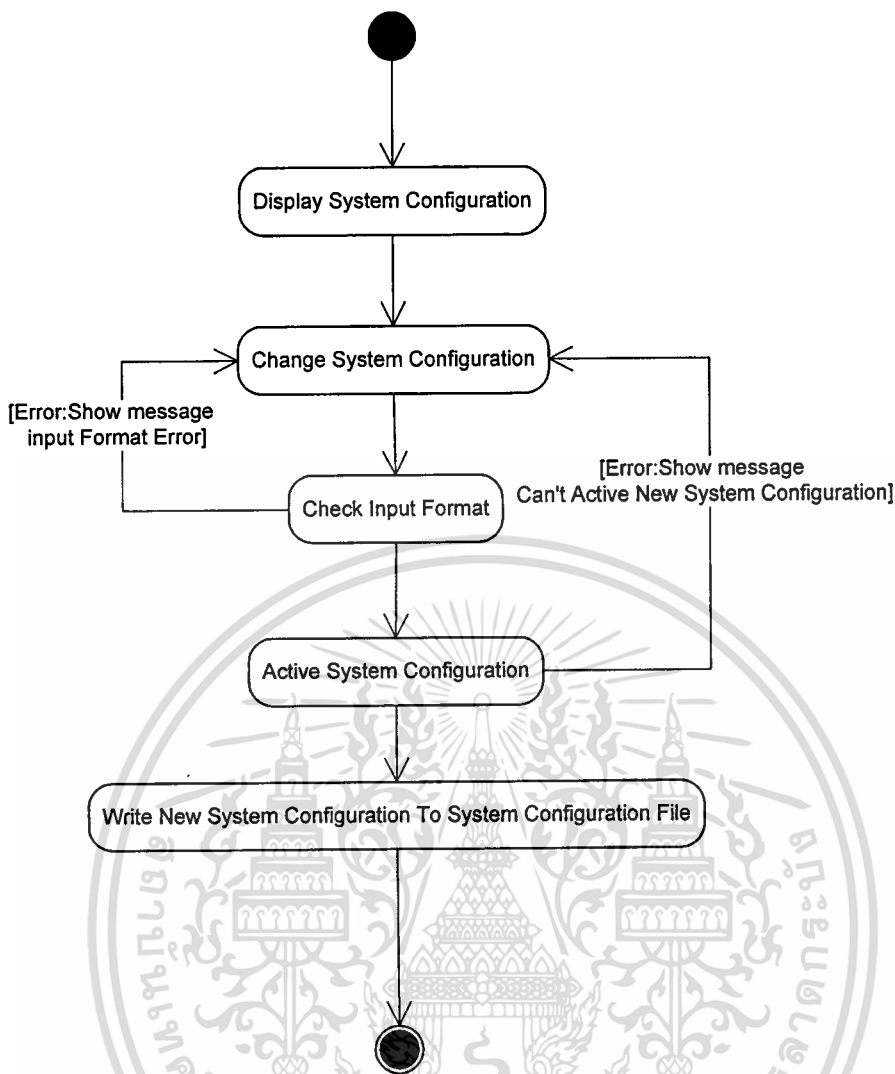 Display System Configuration
Change System Configuration
[Error:Show message
input Format Error]
[Error:Show message
Can't Active New System Configuration]
Check Input Format
Active System Configuration
Write New System Configuration To System Configuration File